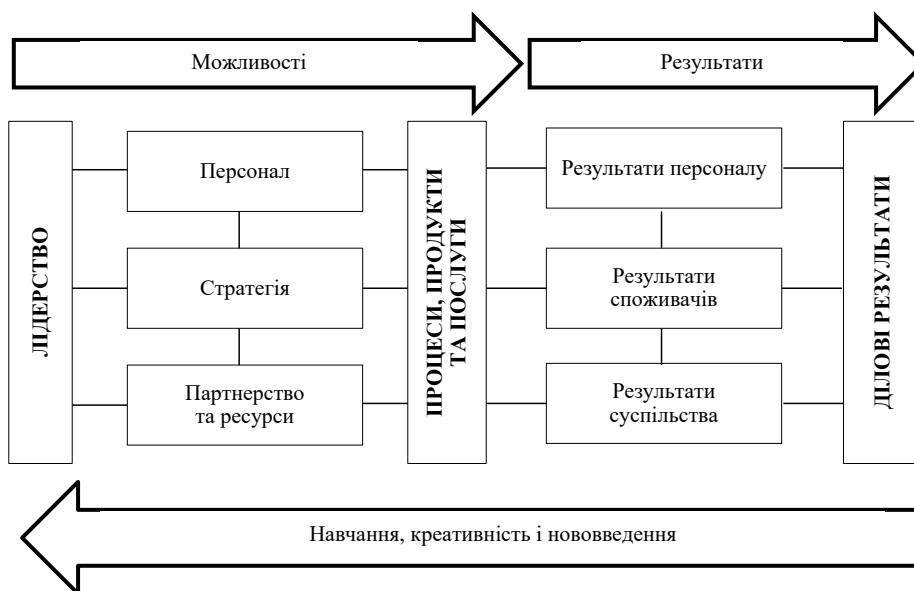 Можливості
Результати
ЛІДЕРСТВО
Персонал
Стратегія
Партнерство
та ресурси
ПРОЦЕСИ, ПРОДУКТИ
ТА ПОСЛУГИ
Результати персоналу
Результати
споживачів
Результати
суспільства
ДІЛОВІ РЕЗУЛЬТАТИ
Навчання, креативність і нововведення